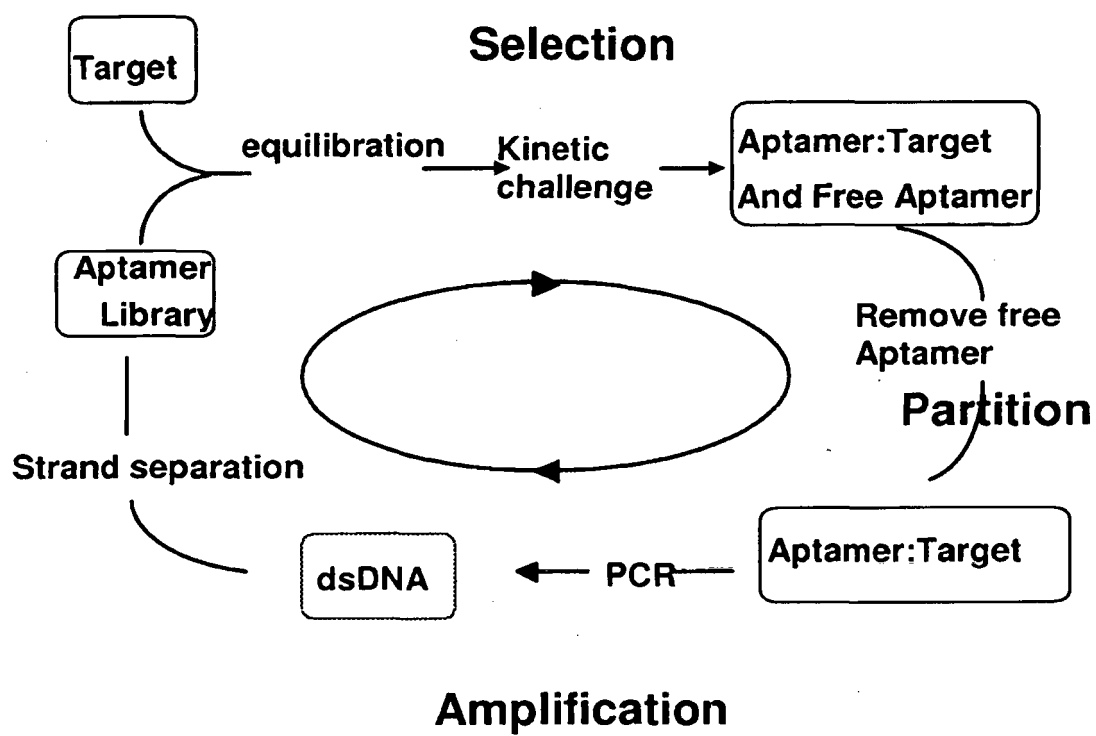 Selection
Target
equilibration
Kinetic
challenge
Aptamer:Target
And Free Aptamer
Aptamer
Library
Remove free
Aptamer
Partition
Strand separation
dsDNA
PCR
Aptamer:Target
Amplification